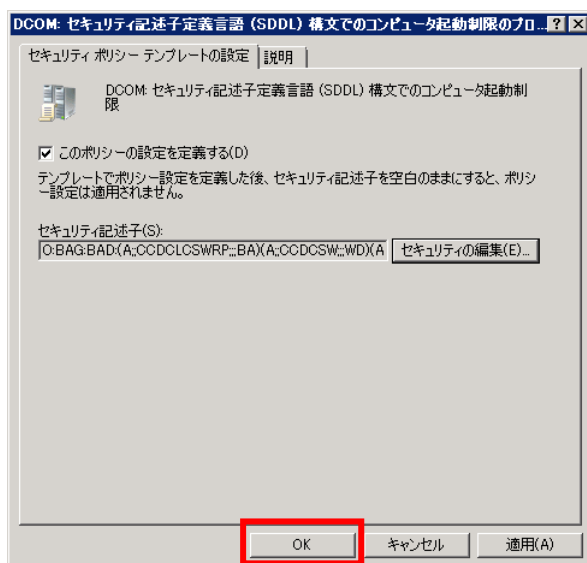 DCOM: セキュリティ記述子定義言語 (SDDL) 構文でのコンピュータ起動制限のプロ...
セキュリティ ポリシー テンプレートの設定 説明
DCOM: セキュリティ記述子定義言語 (SDDL) 構文でのコンピュータ起動制
限
このポリシーの設定を定義する(D)
テンプレートでポリシー設定を定義した後、セキュリティ記述子を空白のままにすると、ポリシ
ー設定は適用されません。
セキュリティ記述子(S):
O:BAG:BAD:(A;;CCDCLCSWRP;;;BA)(A;;CCDCSW;;;WD)(A セキュリティの編集(E)...
OK キャンセル 適用(A)